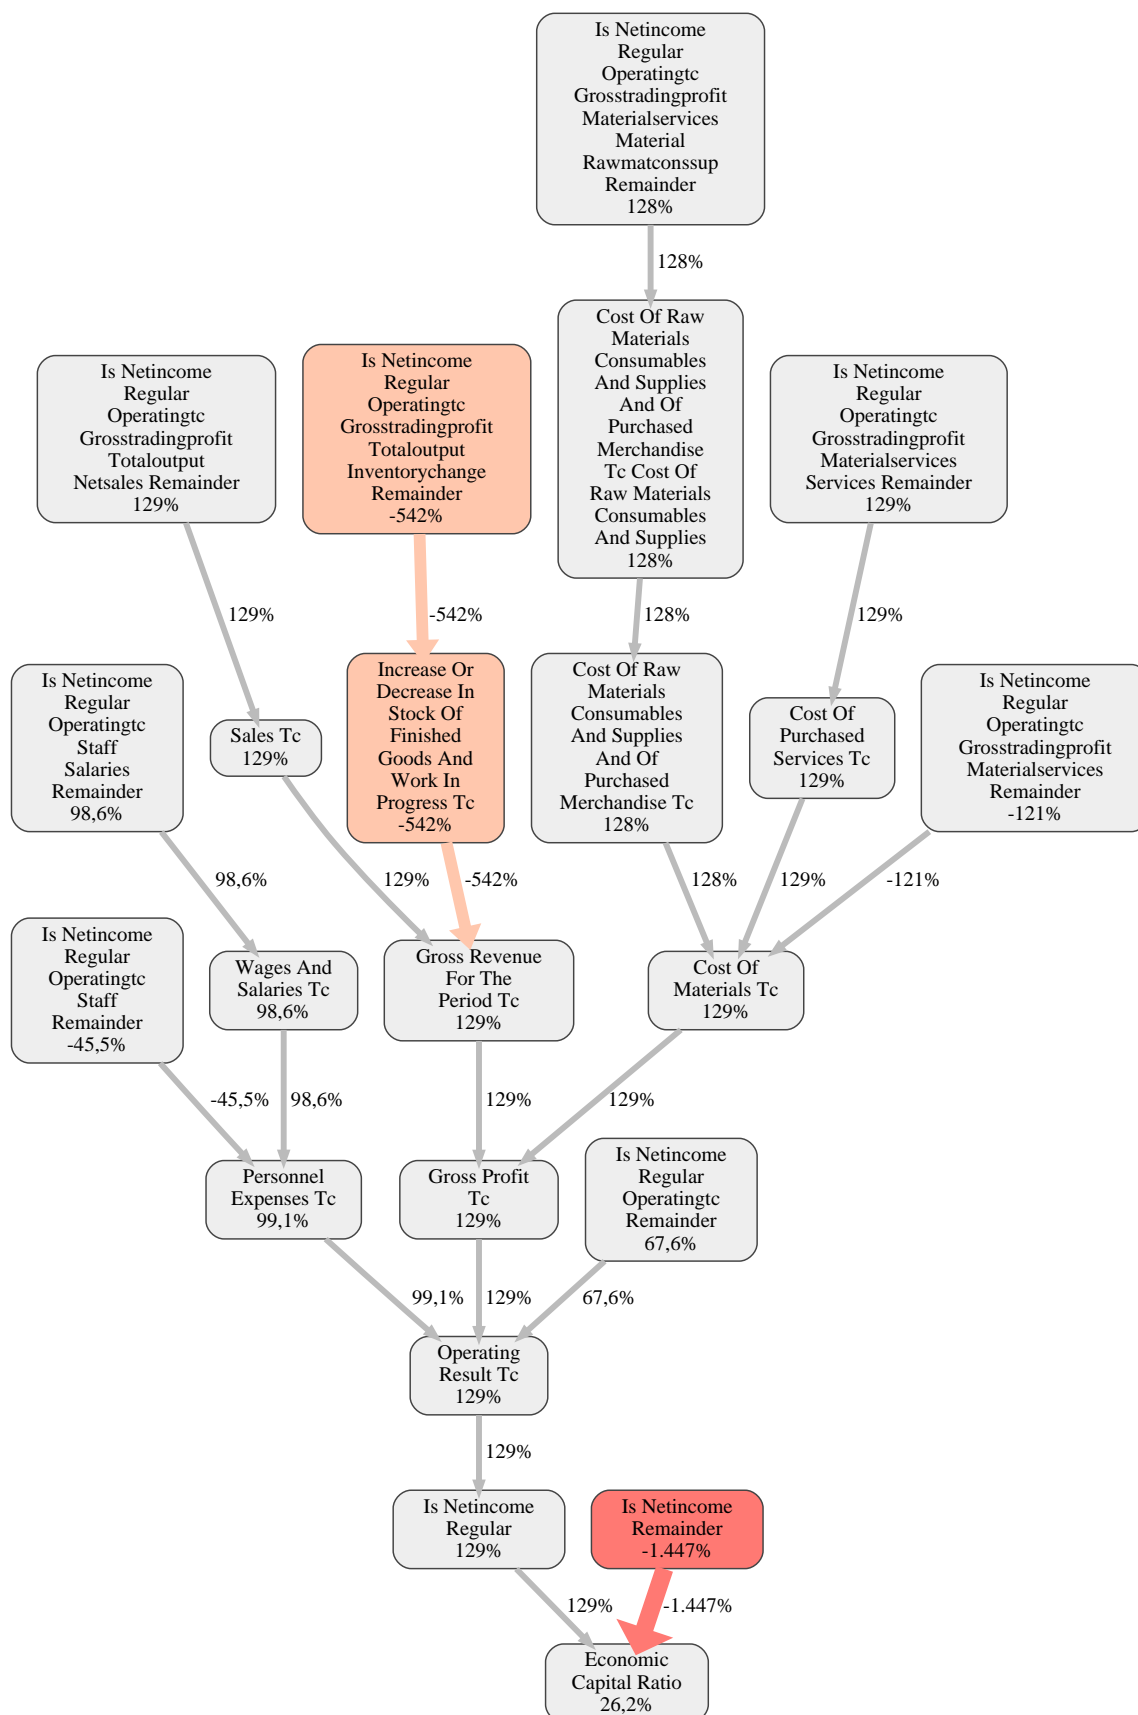 Is Netincome
Regular
Operatingtc
Grosstradingprofit
Materialservices
Material
Rawmatconssup
Remainder
128%
128%
Cost Of Raw
Materials
Consumables
And Supplies
And Of
Purchased
Merchandise
Tc Cost Of
Raw Materials
Consumables
And Supplies
128%
Is Netincome
Regular
Operatingtc
Grosstradingprofit
Totaloutput
Netsales Remainder
129%
Is Netincome
Regular
Operatingtc
Grosstradingprofit
Totaloutput
Inventorychange
Remainder
-542%
Is Netincome
Regular
Operatingtc
Grosstradingprofit
Materialservices
Services Remainder
129%
129%
-542%
128%
129%
Is Netincome
Regular
Operatingtc
Staff
Salaries
Remainder
98,6%
Sales Tc
129%
Increase Or
Decrease In
Stock Of
Finished
Goods And
Work In
Progress Tc
-542%
Cost Of Raw
Materials
Consumables
And Supplies
And Of
Purchased
Merchandise Tc
128%
Cost Of
Purchased
Services Tc
129%
Is Netincome
Regular
Operatingtc
Grosstradingprofit
Materialservices
Remainder
-121%
98,6%
129%
-542%
128%
129%
-121%
Is Netincome
Regular
Operatingtc
Staff
Remainder
-45,5%
Wages And
Salaries Tc
98,6%
Gross Revenue
For The
Period Tc
129%
Cost Of
Materials Tc
129%
-45,5%
98,6%
129%
129%
Personnel
Expenses Tc
99,1%
Gross Profit
Tc
129%
Is Netincome
Regular
Operatingtc
Remainder
67,6%
99,1%
129%
67,6%
Operating
Result Tc
129%
129%
Is Netincome
Regular
129%
Is Netincome
Remainder
-1.447%
129%
-1.447%
Economic
Capital Ratio
26,2%